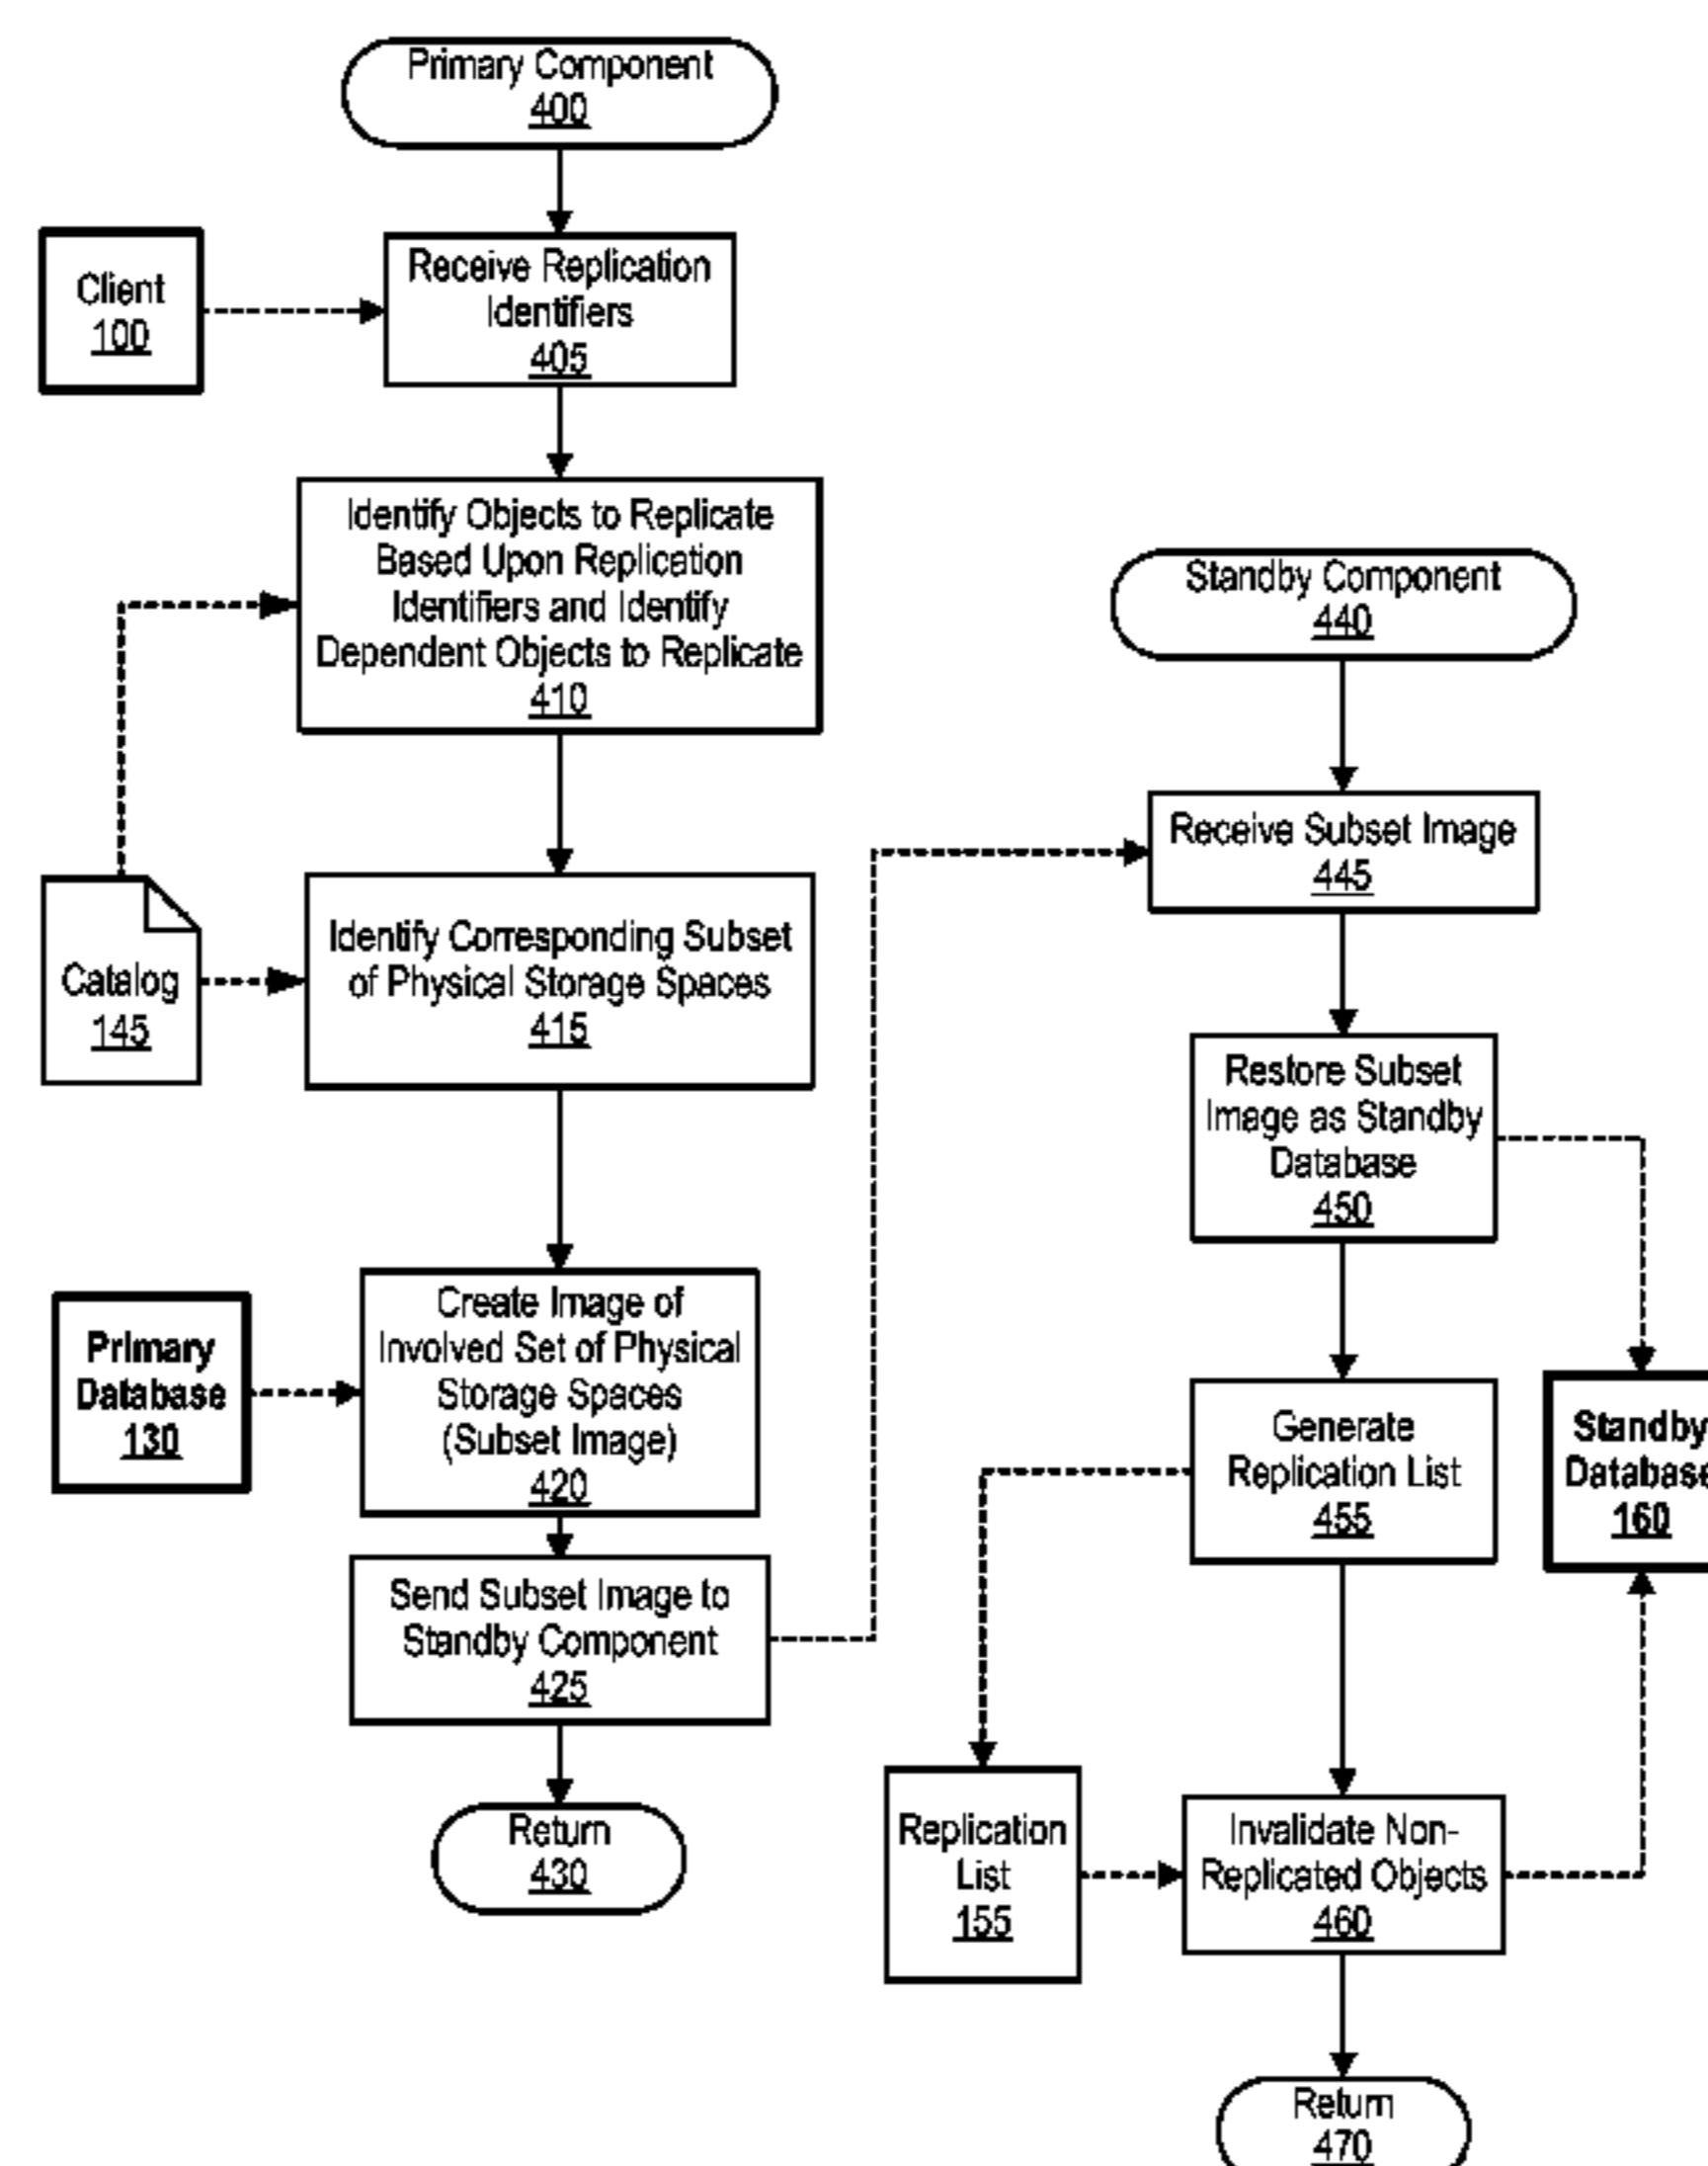 Primary Component
400
Client
100
Receive Replication
Identifiers
405
Identify Objects to Replicate
Based Upon Replication
Identifiers and Identify
Dependent Objects to Replicate
410
Catalog
145
Identify Corresponding Subset
of Physical Storage Spaces
415
Primary
Database
130
Create Image of
Involved Set of Physical
Storage Spaces
(Subset Image)
420
Send Subset Image to
Standby Component
425
Return
430
Standby Component
440
Receive Subset Image
445
Restore Subset
Image as Standby
Database
450
Standby
Database
160
Generate
Replication List
455
Replication
List
155
Invalidate Non-
Replicated Objects
460
Return
470